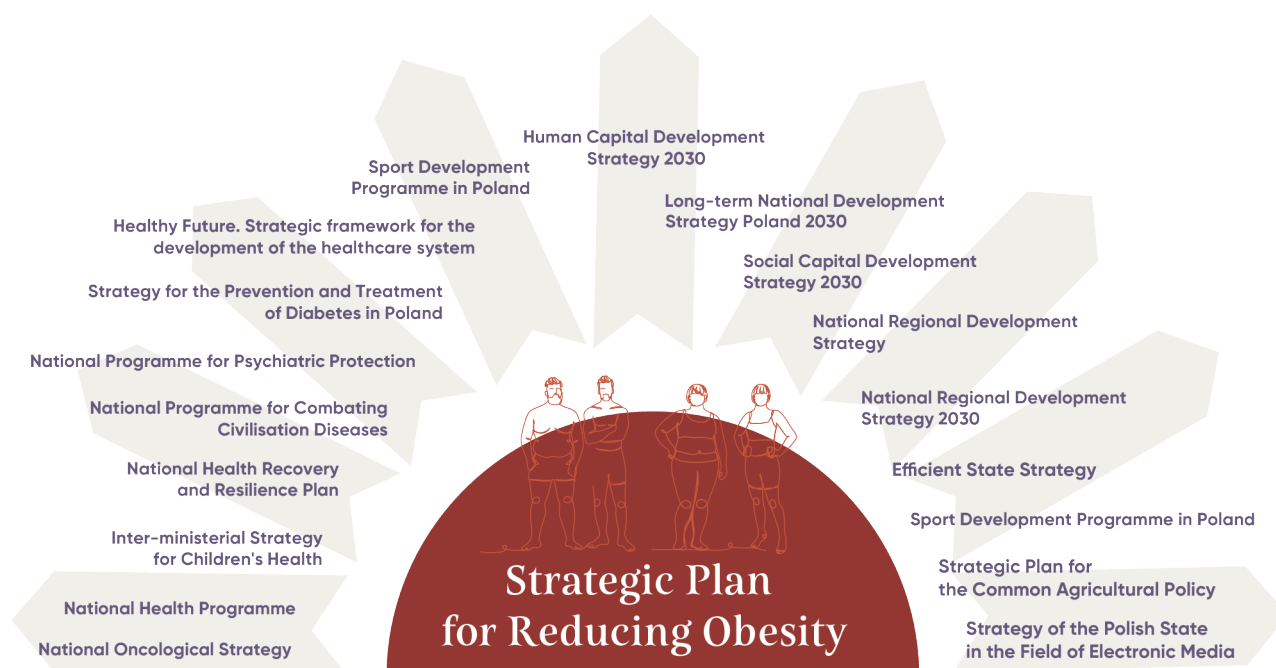 Human Capital Development
Strategy 2030
Sport Development
Programme in Poland
Long-term National Development
Strategy Poland 2030
Healthy Future. Strategic framework for the
development of the healthcare system
Social Capital Development
Strategy 2030
Strategy for the Prevention and Treatment
of Diabetes in Poland
National Regional Development
Strategy
National Programme for Psychiatric Protection
National Regional Development
Strategy 2030
National Programme for Combating
Civilisation Diseases
Efficient State Strategy
National Health Recovery
and Resilience Plan
Sport Development Programme in Poland
Inter-ministerial Strategy
for Children's Health
Strategic Plan for
the Common Agricultural Policy
National Health Programme
Strategy of the Polish State
in the Field of Electronic Media
National Oncological Strategy
Strategic Plan
for Reducing Obesity